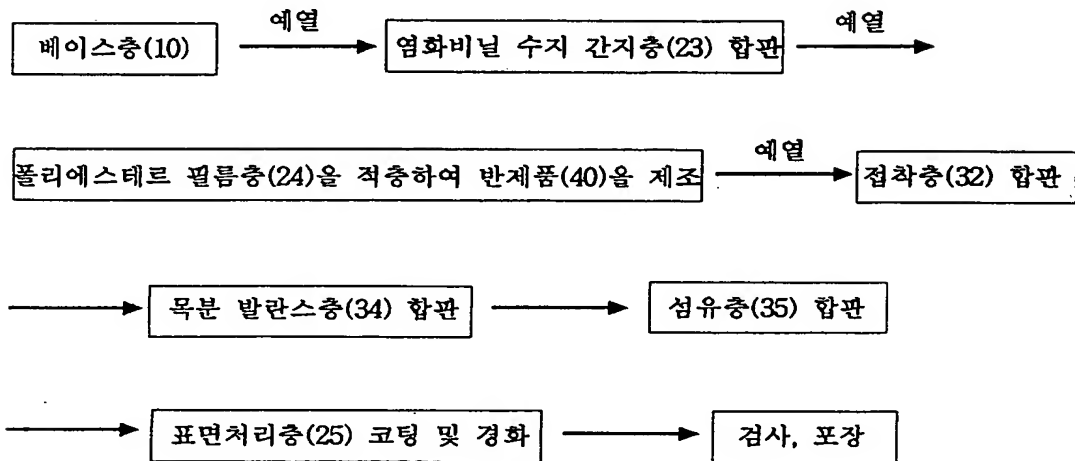 예열 예열
베이스층(10) 염화비닐 수지 간지층(23) 합판
예열
폴리에스테르 필름층(24)을 적층하여 반제품(40)을 제조 접착층(32) 합판
목분 발란스층(34) 합판 섬유층(35) 합판
표면처리층(25) 코팅 및 경화 검사, 포장